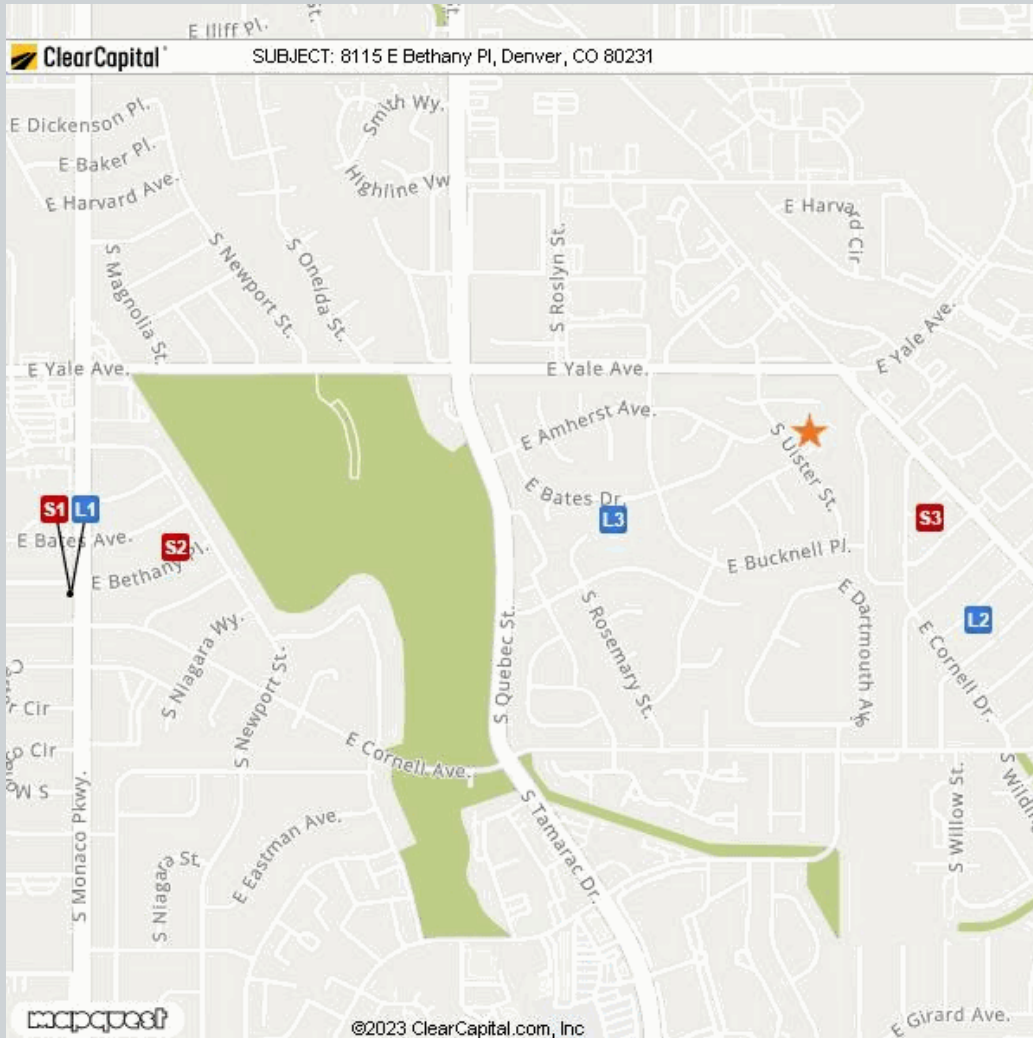 E Iliff Pl.
St.
St.
ClearCapital
SUBJECT: 8115 E Bethany Pl, Denver, CO 80231
E Dickenson Pl.
Smith Wy.
E Baker Pl.
Highline Vw
E Harvard Ave.
E Harvard Cir
S Magnolia St.
S Newport St.
S Oneida St.
S Roslyn St.
E Yale Ave.
E Yale Ave.
E Yale Ave.
E Amherst Ave.
S Ulster St.
S1
L1
E Bates Dr.
L3
S3
E Bates Ave.
S2
E Bethany Pl.
E Bucknell Pl.
S Niagara Wy.
S Newport St.
S Quebec St.
S Rosemary St.
E Dartmouth Ave.
L2
E Cornell Dr.
Cir
Cir
E Cornell Ave.
S Monaco Pkwy.
S Tamarac Dr.
S Willow St.
E Eastman Ave.
S Niagara St.
E Girard Ave.
mapquest
©2023 ClearCapital.com, Inc